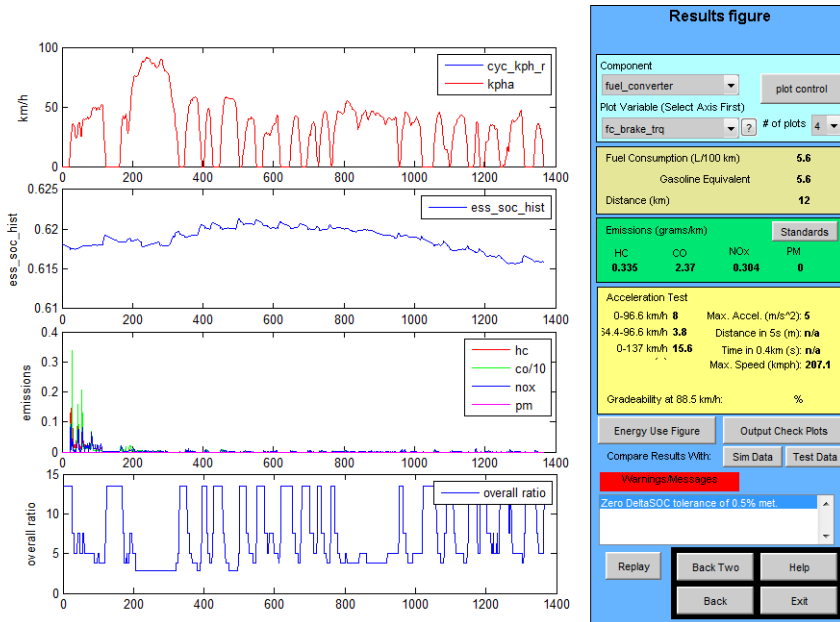 100
50
0
km/h
cyc_kph_r
kpha
0 200 400 600 800 1000 1200 1400
0.625
0.62
0.615
0.61
ess_soc_hist
ess_soc_hist
0 200 400 600 800 1000 1200 1400
0.4
0.3
0.2
0.1
0
emissions
hc
co/10
nox
pm
0 200 400 600 800 1000 1200 1400
15
10
5
0
overall ratio
overall ratio
0 200 400 600 800 1000 1200 1400
Results figure
Component
fuel_converter
plot control
Plot Variable (Select Axis First)
fc_brake_trq ? # of plots 4
Fuel Consumption (L/100 km) 5.6
Gasoline Equivalent 5.6
Distance (km) 12
Emissions (grams/km) Standards
HC CO NOx PM
0.335 2.37 0.304 0
Acceleration Test
0-96.6 km/h 8 Max. Accel. (m/s^2): 5
64.4-96.6 km/h 3.8 Distance in 5s (m): n/a
0-137 km/h 15.6 Time in 0.4km (s): n/a
Max. Speed (kmph): 207.1
Gradeability at 88.5 km/h: %
Energy Use Figure Output Check Plots
Compare Results With: Sim Data Test Data
Warnings/Messages
Zero DeltaSOC tolerance of 0.5% met.
Replay Back Two Help
Back Exit